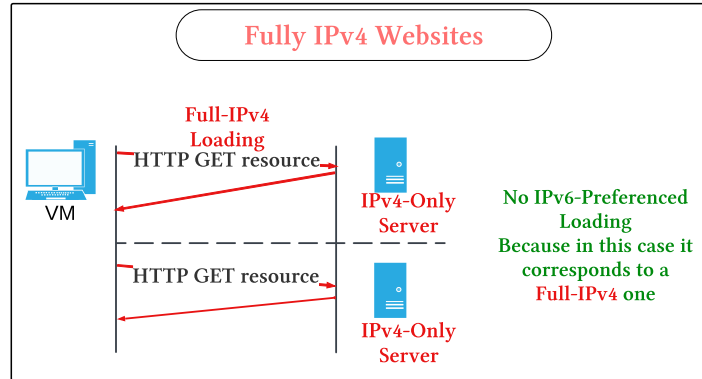 Fully IPv4 Websites
Full-IPv4
Loading
HTTP GET resource
VM
IPv4-Only
Server
HTTP GET resource
IPv4-Only
Server
No IPv6-Preferenced
Loading
Because in this case it
corresponds to a
Full-IPv4 one